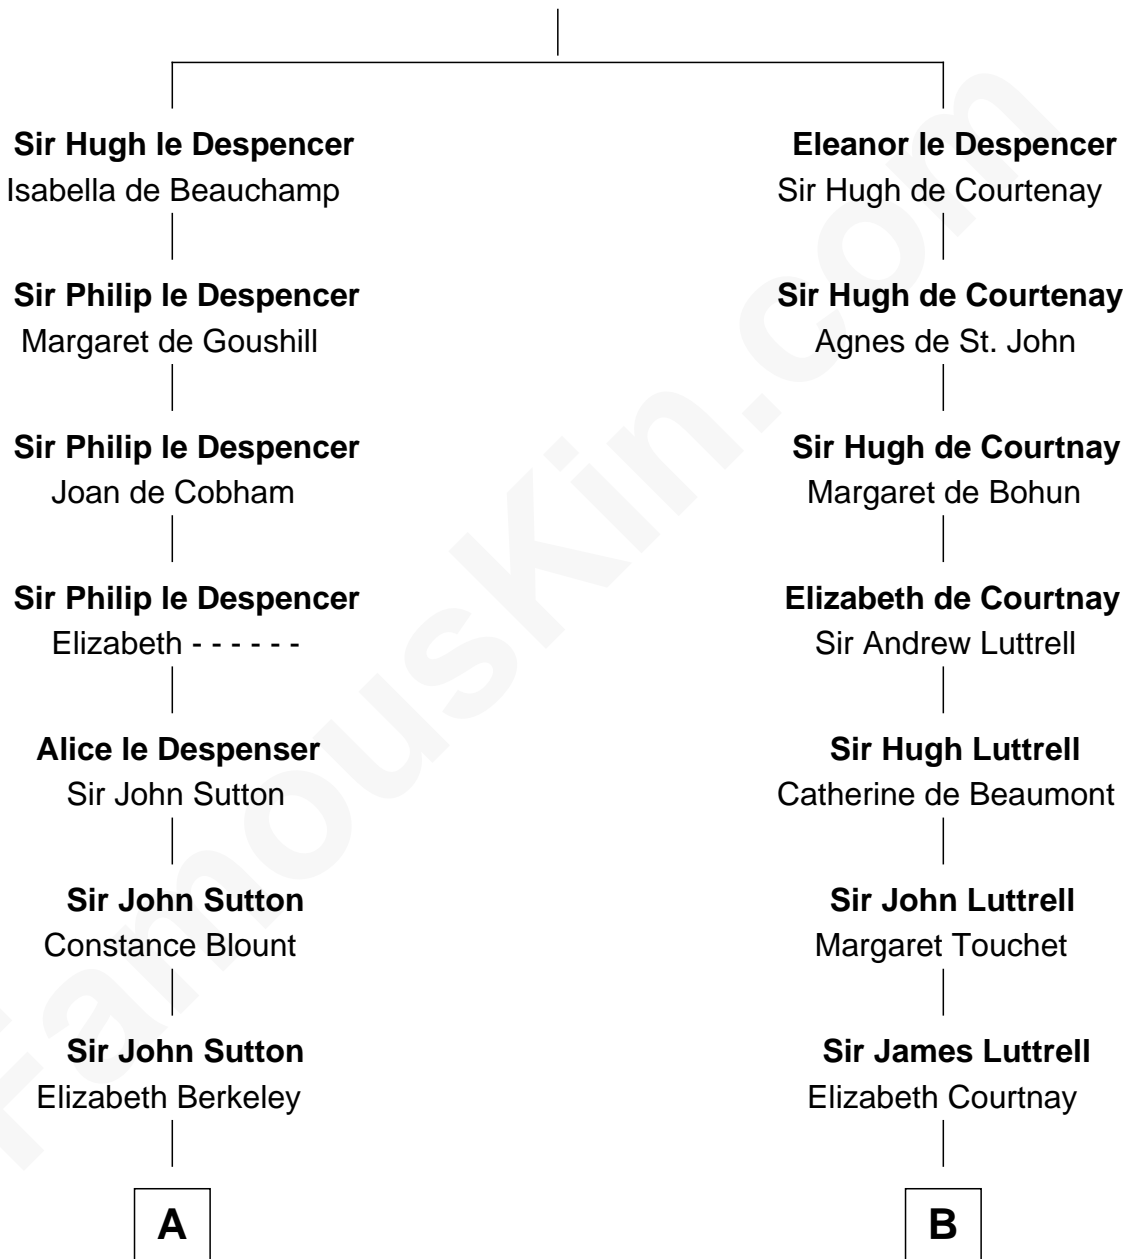 Sir Hugh le Despencer
Isabella de Beauchamp
Sir Philip le Despencer
Margaret de Goushill
Sir Philip le Despencer
Joan de Cobham
Sir Philip le Despencer
Elizabeth - - - - - -
Alice le Despenser
Sir John Sutton
Sir John Sutton
Constance Blount
Sir John Sutton
Elizabeth Berkeley
A
Eleanor le Despencer
Sir Hugh de Courtenay
Sir Hugh de Courtenay
Agnes de St. John
Sir Hugh de Courtnay
Margaret de Bohun
Elizabeth de Courtnay
Sir Andrew Luttrell
Sir Hugh Luttrell
Catherine de Beaumont
Sir John Luttrell
Margaret Touchet
Sir James Luttrell
Elizabeth Courtnay
B
FamousKin.com